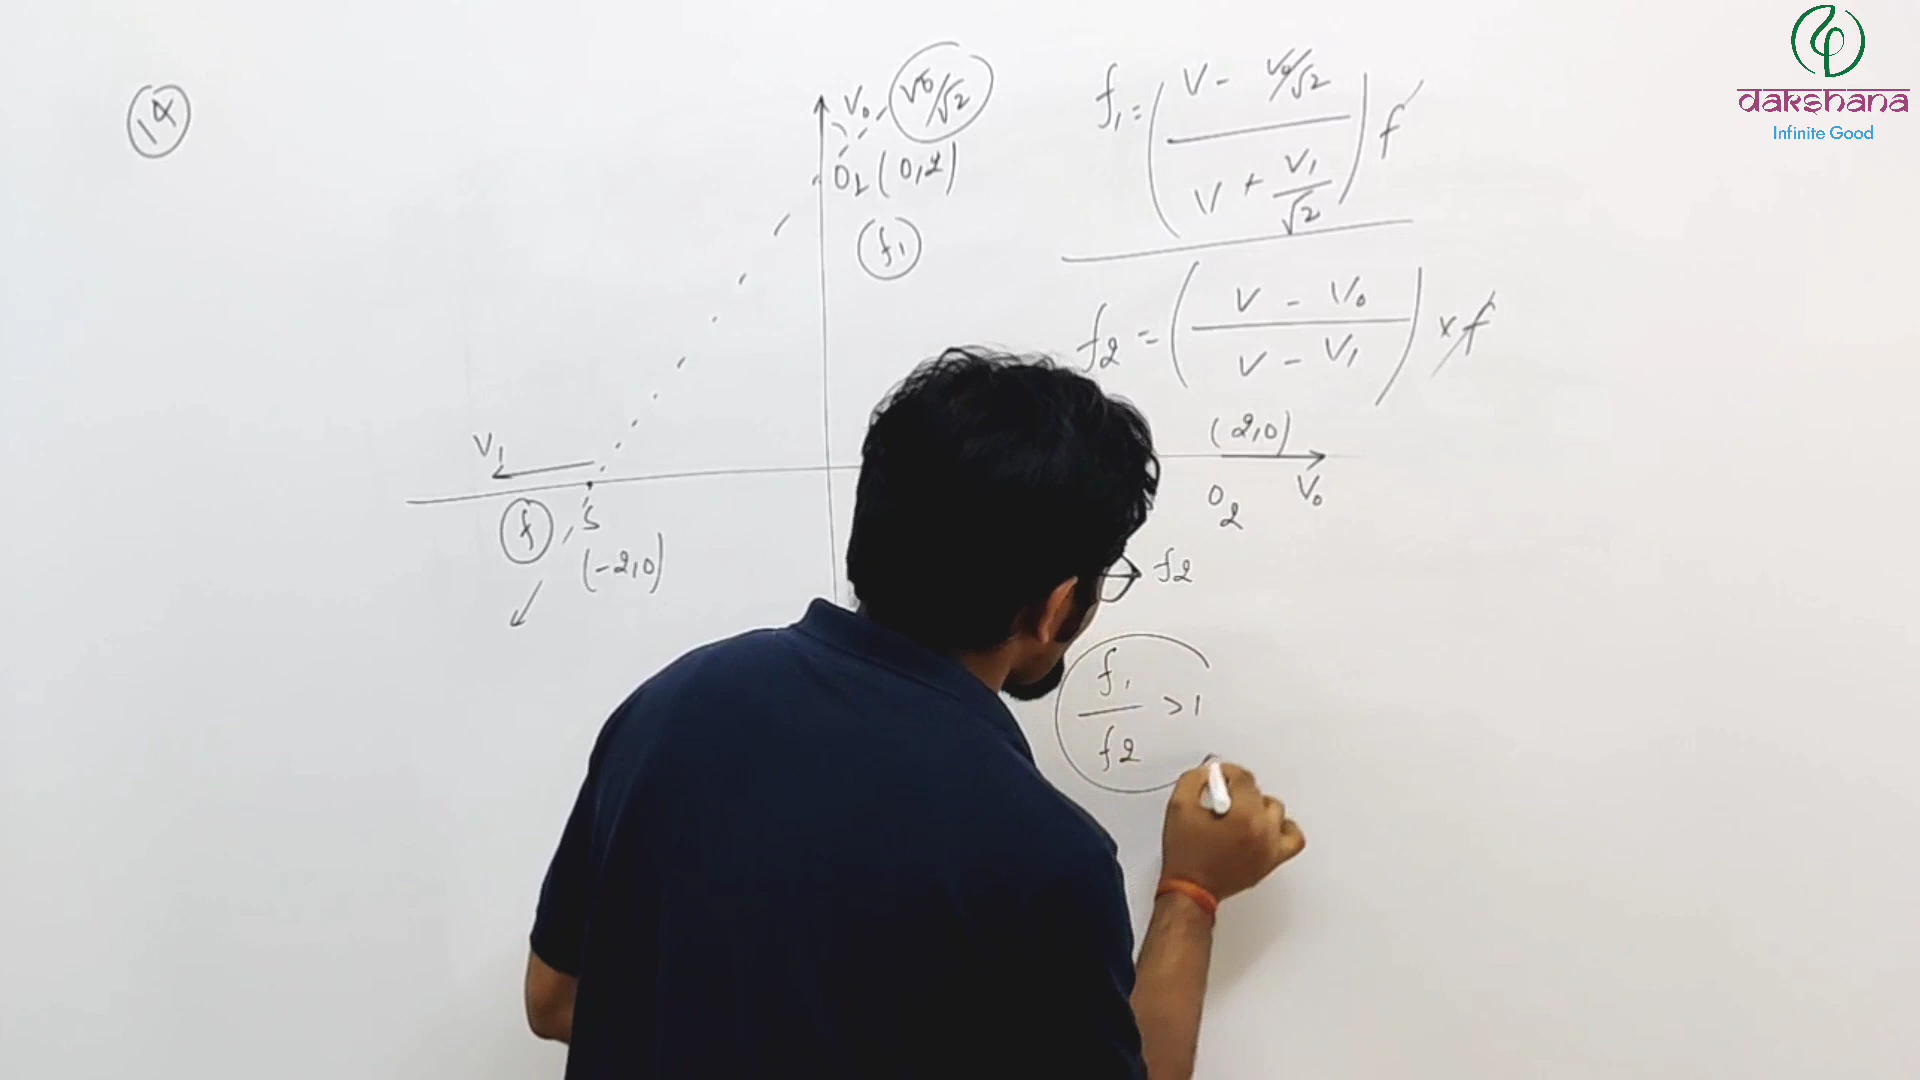 14
V₀ V₀/√2
O₁ (0,2)
f₁
f₁ = ( (V - V₀/√2) / (V + V₁/√2) ) f
f₂ = ( (V - V₀) / (V - V₁) ) × f
V₁
f , S
(-2,0)
(2,0)
O₂ V₀
f₂
f₁/f₂ > 1
dakshana
Infinite Good